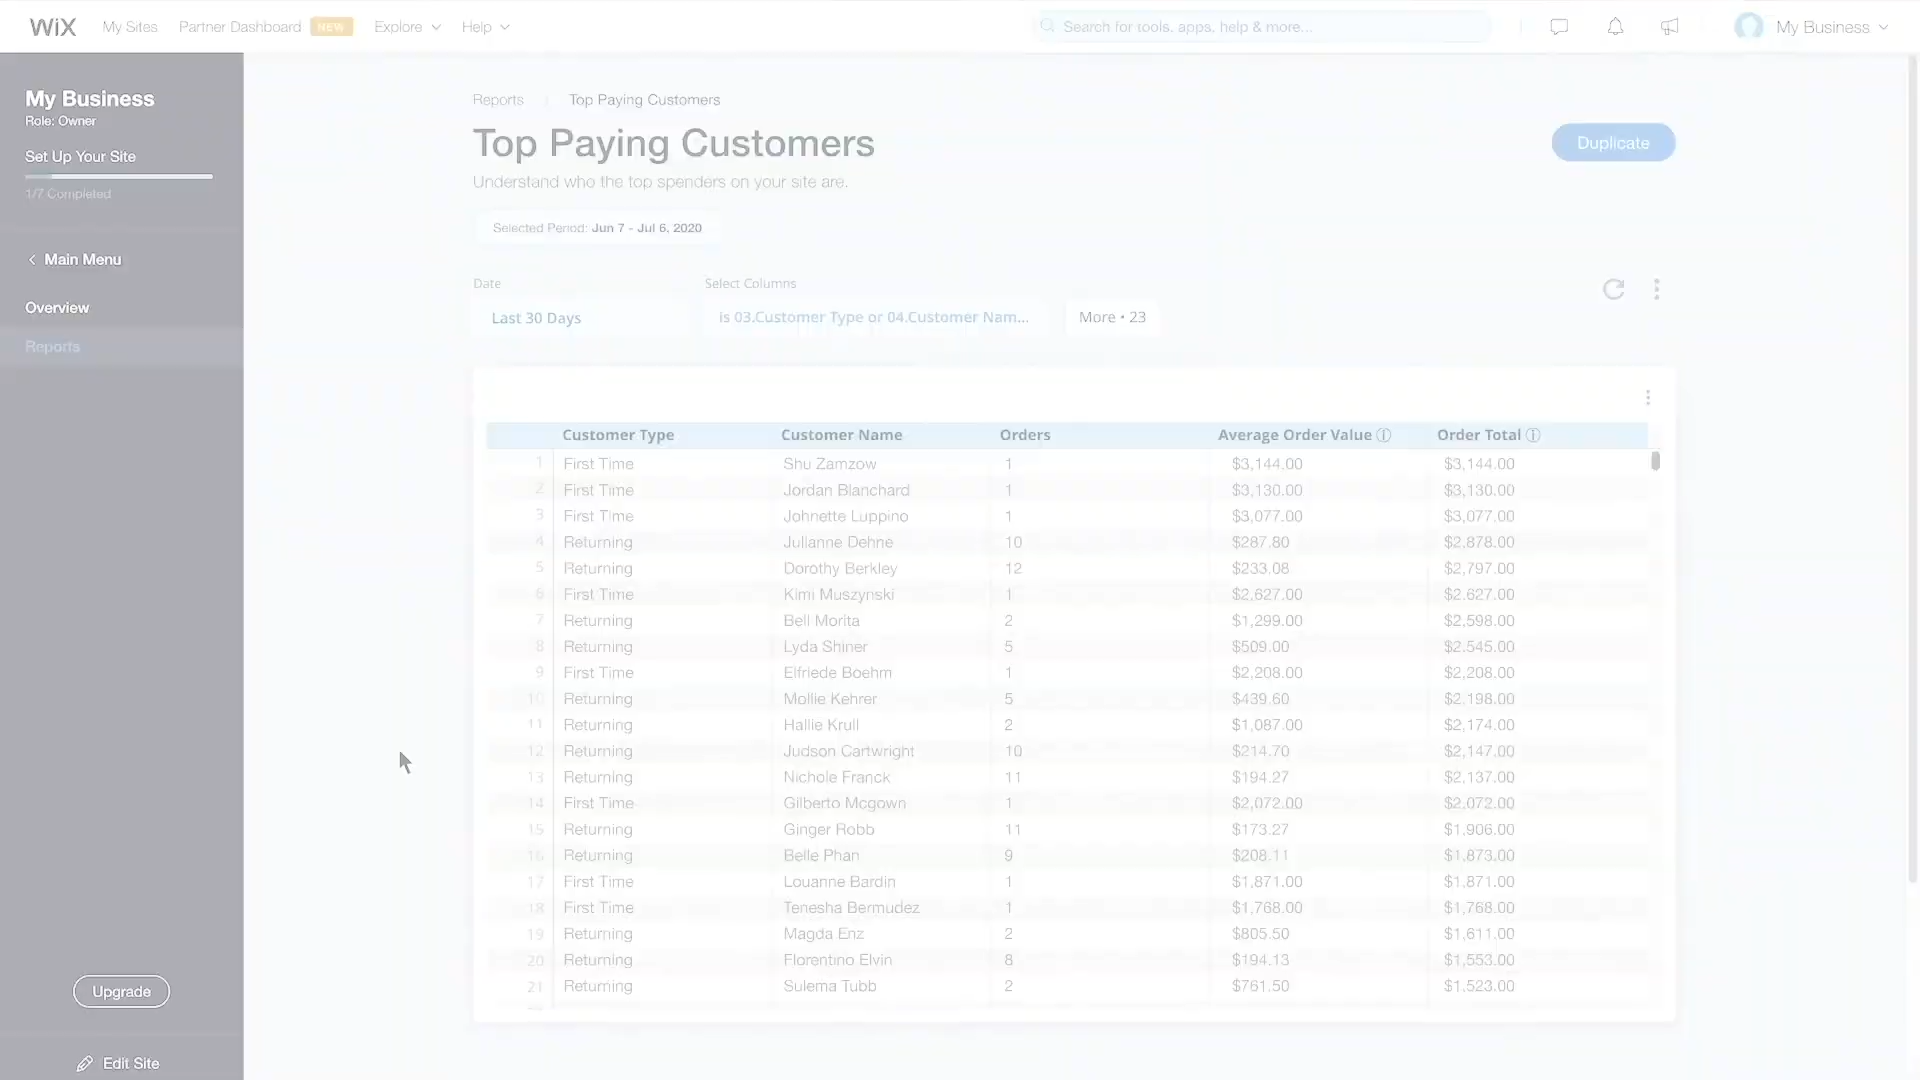 WiX My Sites Partner Dashboard NEW Explore Help Search for tools, apps, help & more... My Business
My Business
Role: Owner
Set Up Your Site
1/7 Completed
Main Menu
Overview
Reports
Upgrade
Edit Site
Reports Top Paying Customers
Top Paying Customers
Duplicate
Understand who the top spenders on your site are.
Selected Period: Jun 7 - Jul 6, 2020
Date Select Columns
Last 30 Days is 03.Customer Type or 04.Customer Nam... More • 23
Customer Type Customer Name Orders Average Order Value Order Total
1 First Time Shu Zamzow 1 $3,144.00 $3,144.00
2 First Time Jordan Blanchard 1 $3,130.00 $3,130.00
3 First Time Johnette Luppino 1 $3,077.00 $3,077.00
4 Returning Julianne Dehne 10 $287.80 $2,878.00
5 Returning Dorothy Berkley 12 $233.08 $2,797.00
6 First Time Kimi Muszynski 1 $2,627.00 $2,627.00
7 Returning Bell Morita 2 $1,299.00 $2,598.00
8 Returning Lyda Shiner 5 $509.00 $2,545.00
9 First Time Elfriede Boehm 1 $2,208.00 $2,208.00
10 Returning Mollie Kehrer 5 $439.60 $2,198.00
11 Returning Hallie Krull 2 $1,087.00 $2,174.00
12 Returning Judson Cartwright 10 $214.70 $2,147.00
13 Returning Nichole Franck 11 $194.27 $2,137.00
14 First Time Gilberto Mcgown 1 $2,072.00 $2,072.00
15 Returning Ginger Robb 11 $173.27 $1,906.00
16 Returning Belle Phan 9 $208.11 $1,873.00
17 First Time Louanne Bardin 1 $1,871.00 $1,871.00
18 First Time Tenesha Bermudez 1 $1,768.00 $1,768.00
19 Returning Magda Enz 2 $805.50 $1,611.00
20 Returning Florentino Elvin 8 $194.13 $1,553.00
21 Returning Sulema Tubb 2 $761.50 $1,523.00